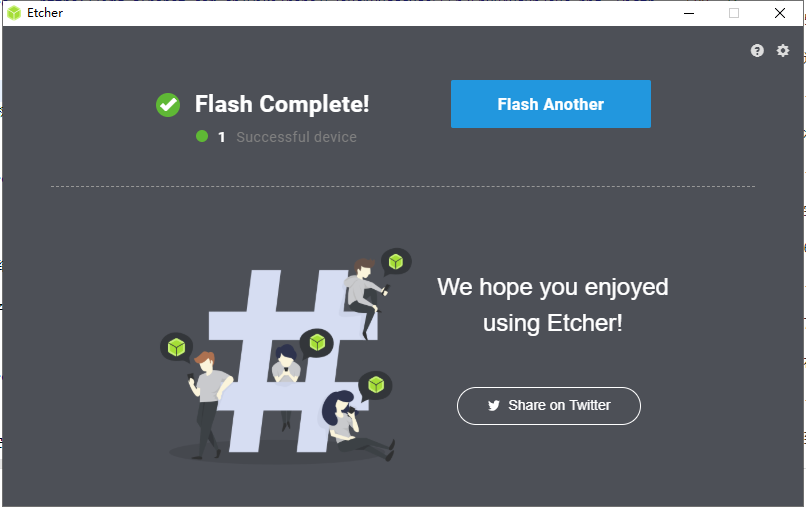 Etcher
Flash Complete!
1 Successful device
Flash Another
We hope you enjoyed
using Etcher!
Share on Twitter